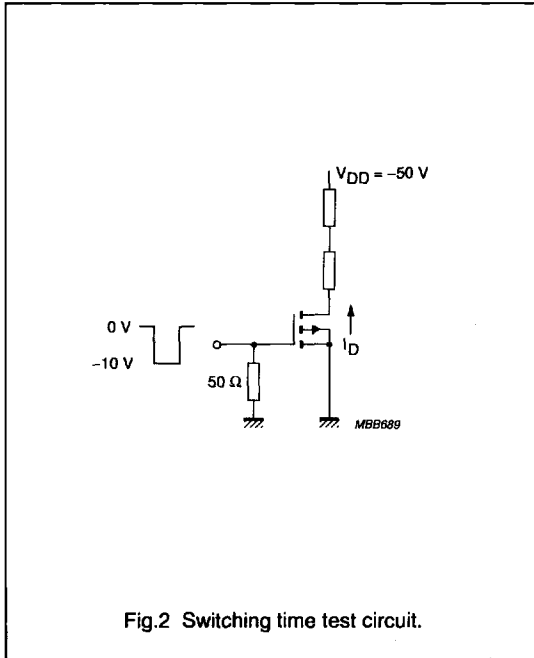 V_DD = −50 V
0 V
−10 V
I_D
50 Ω
MBB689
Fig.2 Switching time test circuit.